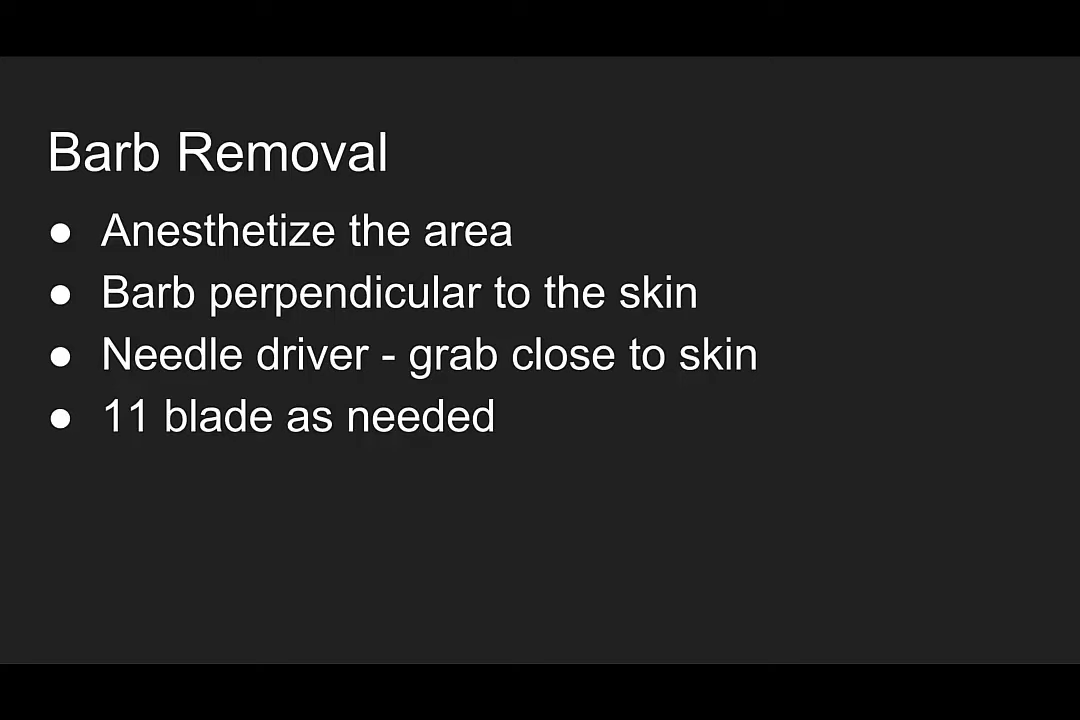 Barb Removal
● Anesthetize the area
● Barb perpendicular to the skin
● Needle driver - grab close to skin
● 11 blade as needed